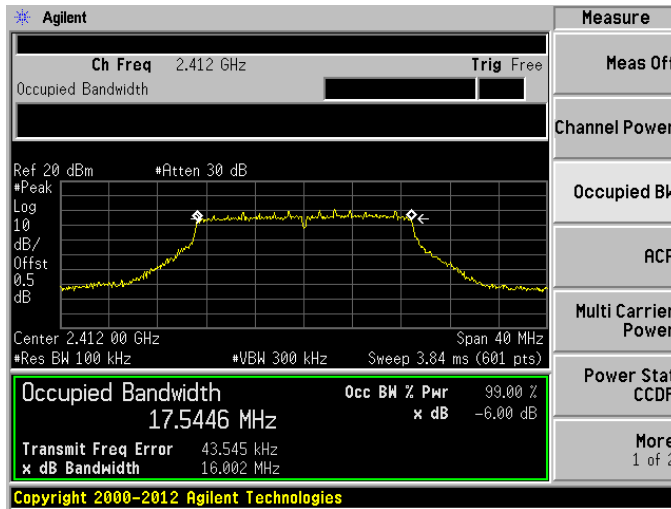 Agilent
Measure
Ch Freq 2.412 GHz Trig Free
Occupied Bandwidth
Meas Off
Channel Power
Ref 20 dBm #Atten 30 dB
#Peak
Log
10
dB/
Offst
0.5
dB
Occupied B
ACP
Multi Carrier
Power
Center 2.412 00 GHz Span 40 MHz
#Res BW 100 kHz #VBW 300 kHz Sweep 3.84 ms (601 pts)
Power Stat
CCDF
Occupied Bandwidth Occ BW % Pwr 99.00 %
17.5446 MHz x dB -6.00 dB
Transmit Freq Error 43.545 kHz
x dB Bandwidth 16.002 MHz
More
1 of 2
Copyright 2000-2012 Agilent Technologies